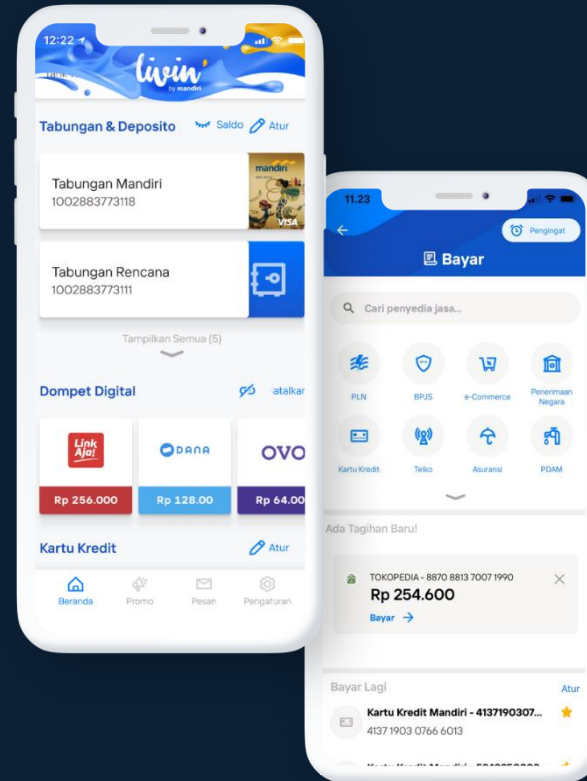 12:22
livin'
by mandiri
Tabungan & Deposito
Saldo
Atur
Tabungan Mandiri
1002883773118
mandiri
VISA
Tabungan Rencana
1002883773111
Tampilkan Semua (5)
Dompet Digital
atalkan
Link
Aja!
DANA
OVO
Rp 256.000
Rp 128.00
Rp 64.00
Kartu Kredit
Atur
Beranda
Promo
Pesan
Pengaturan
11.23
Pengingat
Bayar
Cari penyedia jasa...
PLN
BPJS
e-Commerce
Penerimaan
Negara
Kartu Kredit
Telko
Asuransi
PDAM
Ada Tagihan Baru!
TOKOPEDIA - 8870 8813 7007 1990
Rp 254.600
Bayar
Bayar Lagi
Atur
Kartu Kredit Mandiri - 4137190307...
4137 1903 0766 6013